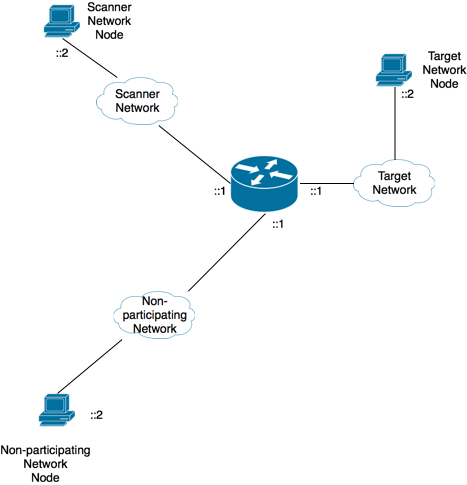 Scanner
Network
Node
::2
Target
Network
Node
::2
Scanner
Network
::1
::1
Target
Network
::1
Non-
participating
Network
::2
Non-participating
Network
Node